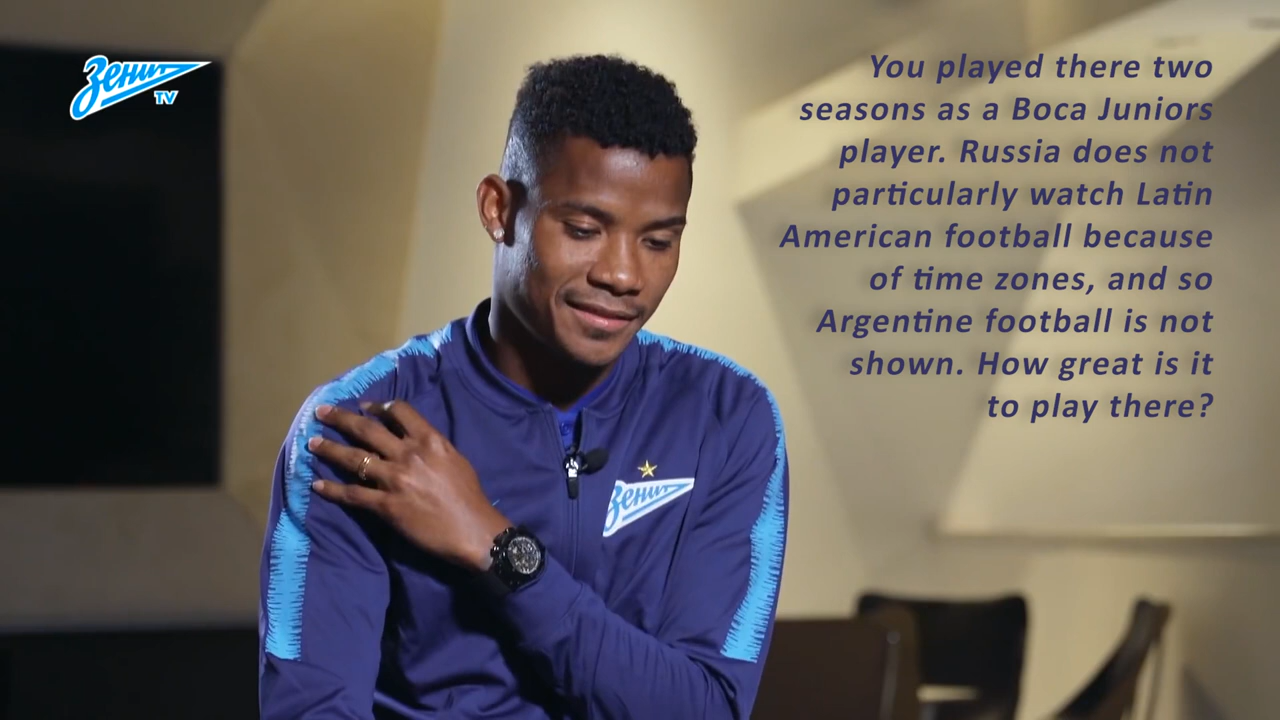 Зенит
TV
You played there two
seasons as a Boca Juniors
player. Russia does not
particularly watch Latin
American football because
of time zones, and so
Argentine football is not
shown. How great is it
to play there?
Зенит